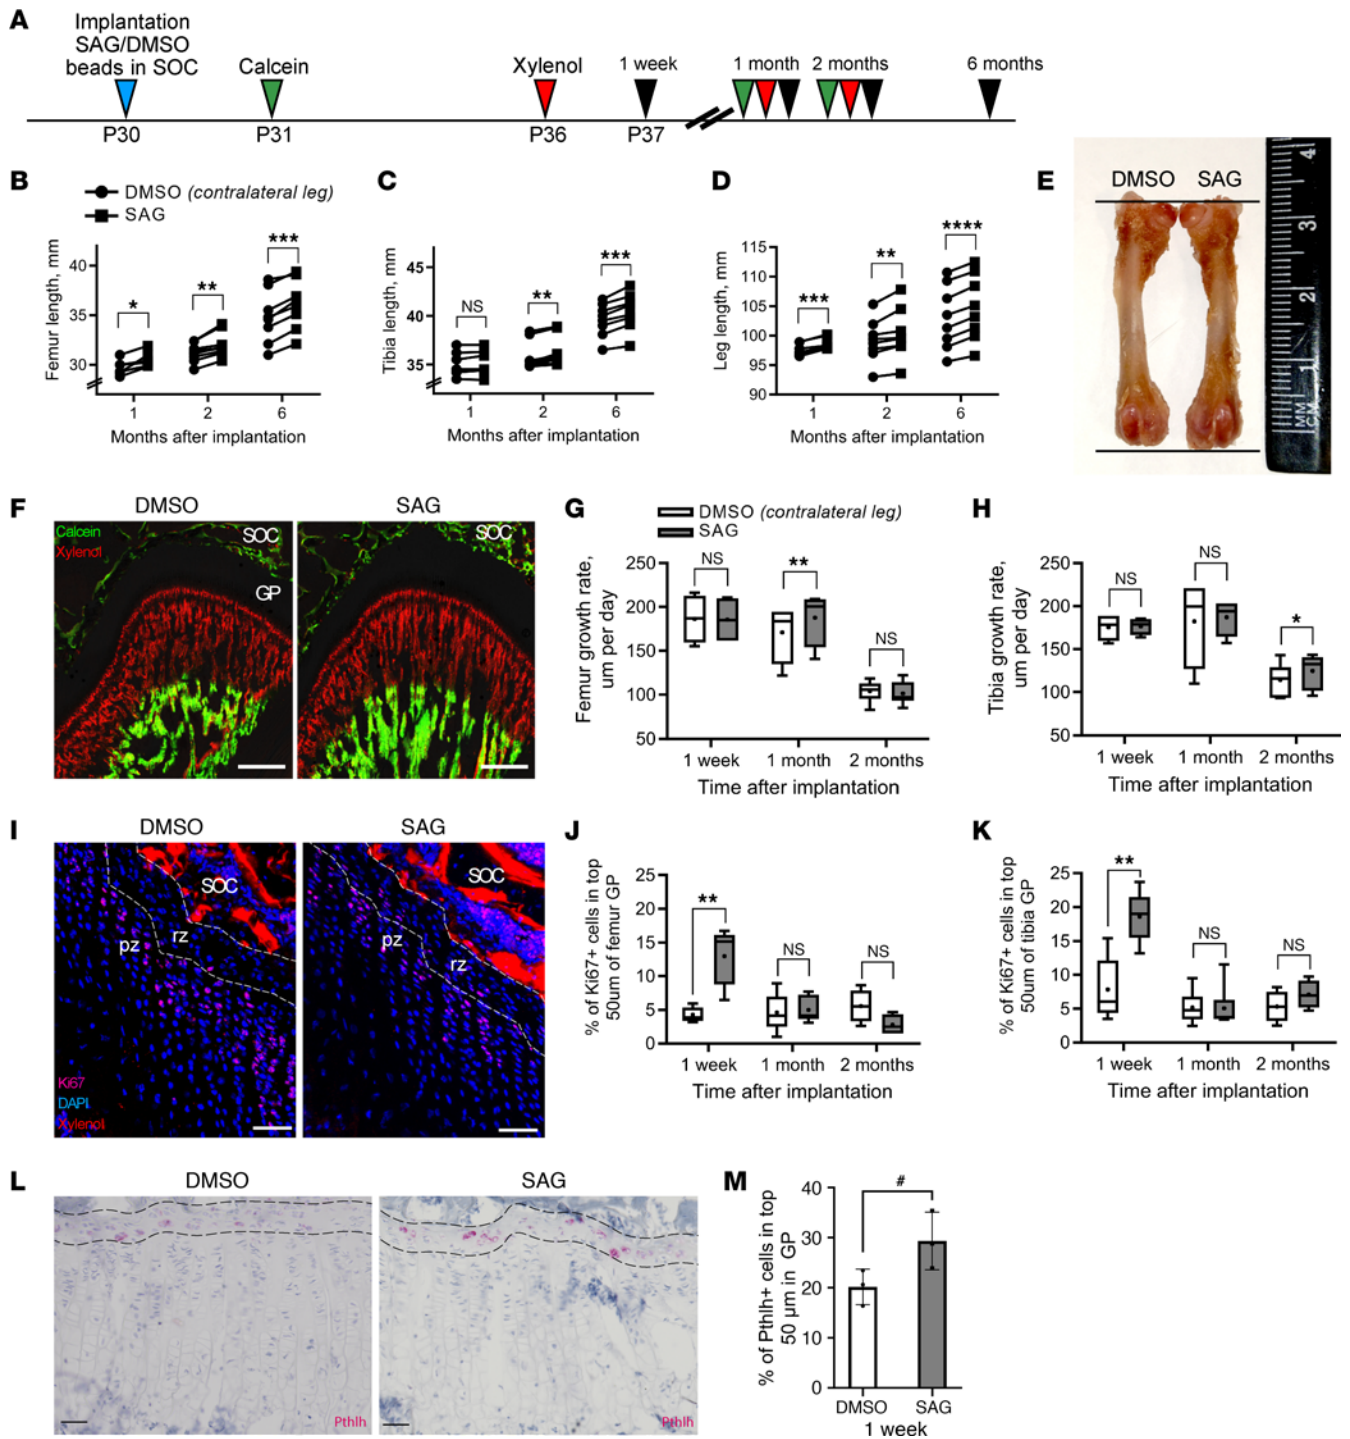 A
Implantation
SAG/DMSO
beads in SOC
Calcein
Xylenol
1 week
1 month
2 months
6 months
P30
P31
P36
P37
B
DMSO (contralateral leg)
SAG
Femur length, mm
40
35
30
*
**
***
1
2
6
Months after implantation
C
Tibia length, mm
45
40
35
NS
**
***
1
2
6
Months after implantation
D
Leg length, mm
115
110
105
100
95
90
***
**
****
1
2
6
Months after implantation
E
DMSO
SAG
4
3
2
1
MM
CM
F
DMSO
SAG
Calcein
Xylenol
SOC
GP
SOC
G
DMSO (contralateral leg)
SAG
Femur growth rate,
um per day
250
200
150
100
50
NS
**
NS
1 week
1 month
2 months
Time after implantation
H
Tibia growth rate,
um per day
250
200
150
100
50
NS
NS
*
1 week
1 month
2 months
Time after implantation
I
DMSO
SAG
SOC
pz
rz
Ki67
DAPI
Xylenol
SOC
pz
rz
J
% of Ki67+ cells in top
50um of femur GP
25
20
15
10
5
0
**
NS
NS
1 week
1 month
2 months
Time after implantation
K
% of Ki67+ cells in top
50um of tibia GP
25
20
15
10
5
0
**
NS
NS
1 week
1 month
2 months
Time after implantation
L
DMSO
SAG
Pthlh
Pthlh
M
% of Pthlh+ cells in top
50 µm in GP
40
30
20
10
0
#
DMSO
SAG
1 week